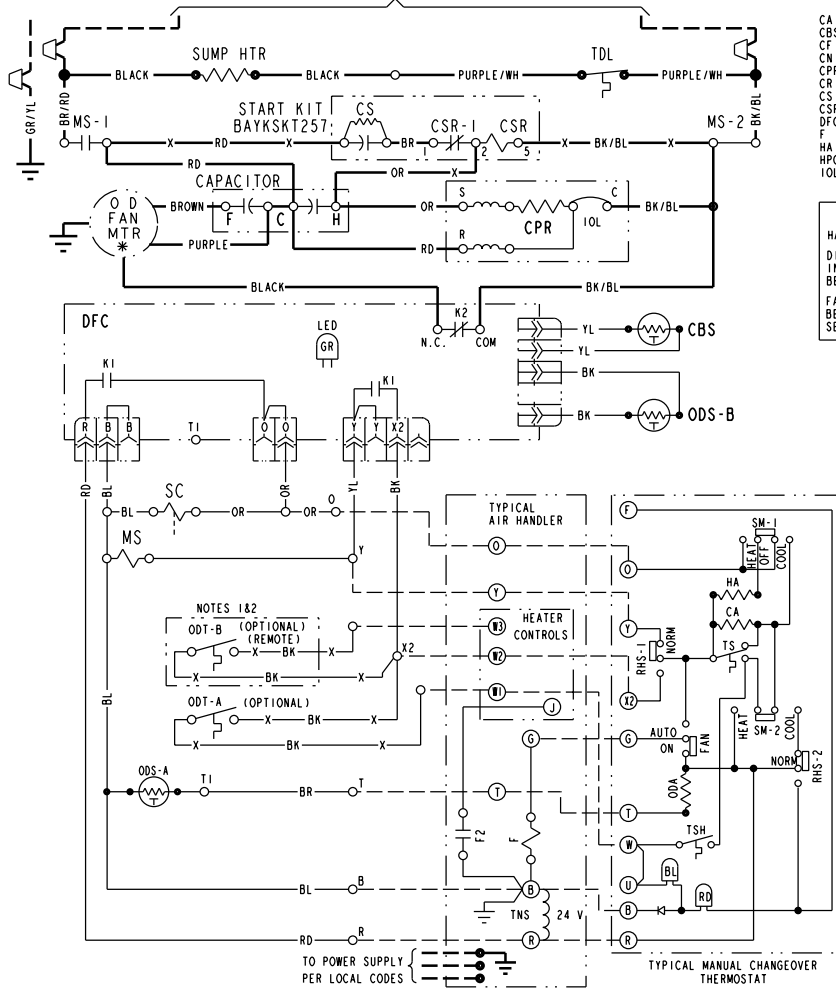 CA
CBS
CF
CN
CPR
CR
CS
CSR
DFC
F
HA
HPC
IOL
SUMP HTR
TDL
BLACK
BLACK
PURPLE/WH
PURPLE/WH
GR/YL
BR/RD
BK/BL
START KIT
BAYKSKT257
CS
CSR-1
CSR
MS-1
MS-2
X
RD
X
BR
1
2
5
X
BK/BL
X
RD
OR
X
CAPACITOR
S
C
OD
FAN
MTR
*
BROWN
F
C
H
OR
CPR
IOL
BK/BL
R
PURPLE
RD
BLACK
BK/BL
DFC
LED
GR
K2
N.C.
COM
YL
CBS
YL
BK
BK
ODS-B
K1
K1
R
B
B
T1
O
O
Y
Y
X2
RD
BL
OR
YL
BK
SC
BL
OR
OR
O
MS
Y
TYPICAL
AIR HANDLER
O
Y
HEATER
CONTROLS
W3
W2
W1
J
NOTES 1&2
ODT-B
(OPTIONAL)
(REMOTE)
X
BK
X
X
BK
X
X2
ODT-A
(OPTIONAL)
X
BK
X
X
BK
X
BL
ODS-A
T1
BR
T
T
G
F2
F
BL
B
B
TNS
24 V
RD
R
R
TO POWER SUPPLY
PER LOCAL CODES
F
O
Y
X2
G
T
W
U
B
R
SM-1
HEAT
OFF
COOL
HA
CA
TS
RHS-1
NORM
SM-2
HEAT
COOL
AUTO
ON
FAN
NORM
RHS-2
ODA
TSH
BL
RD
TYPICAL MANUAL CHANGEOVER
THERMOSTAT